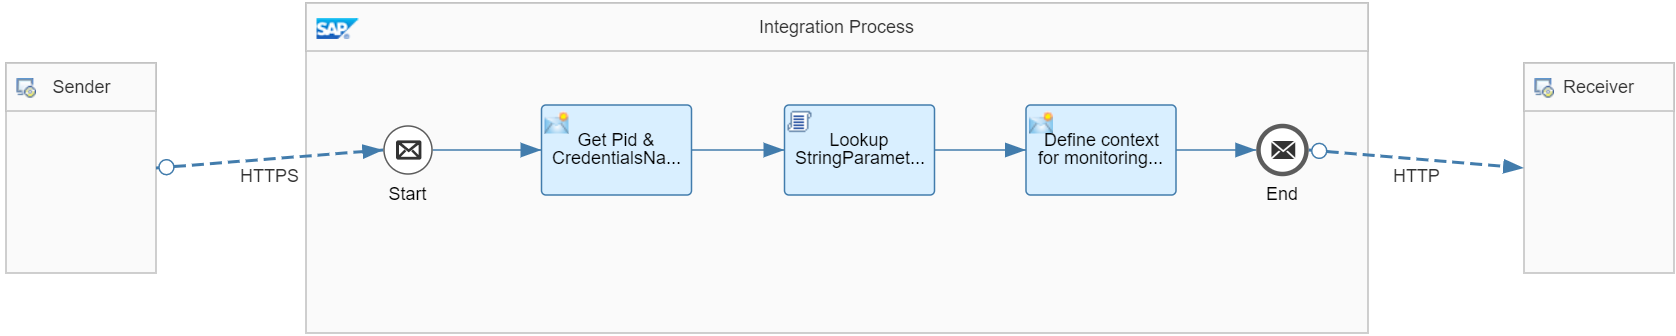 SAP
Integration Process
Sender
HTTPS
Start
Get Pid &
CredentialsNa...
Lookup
StringParamet...
Define context
for monitoring...
End
HTTP
Receiver